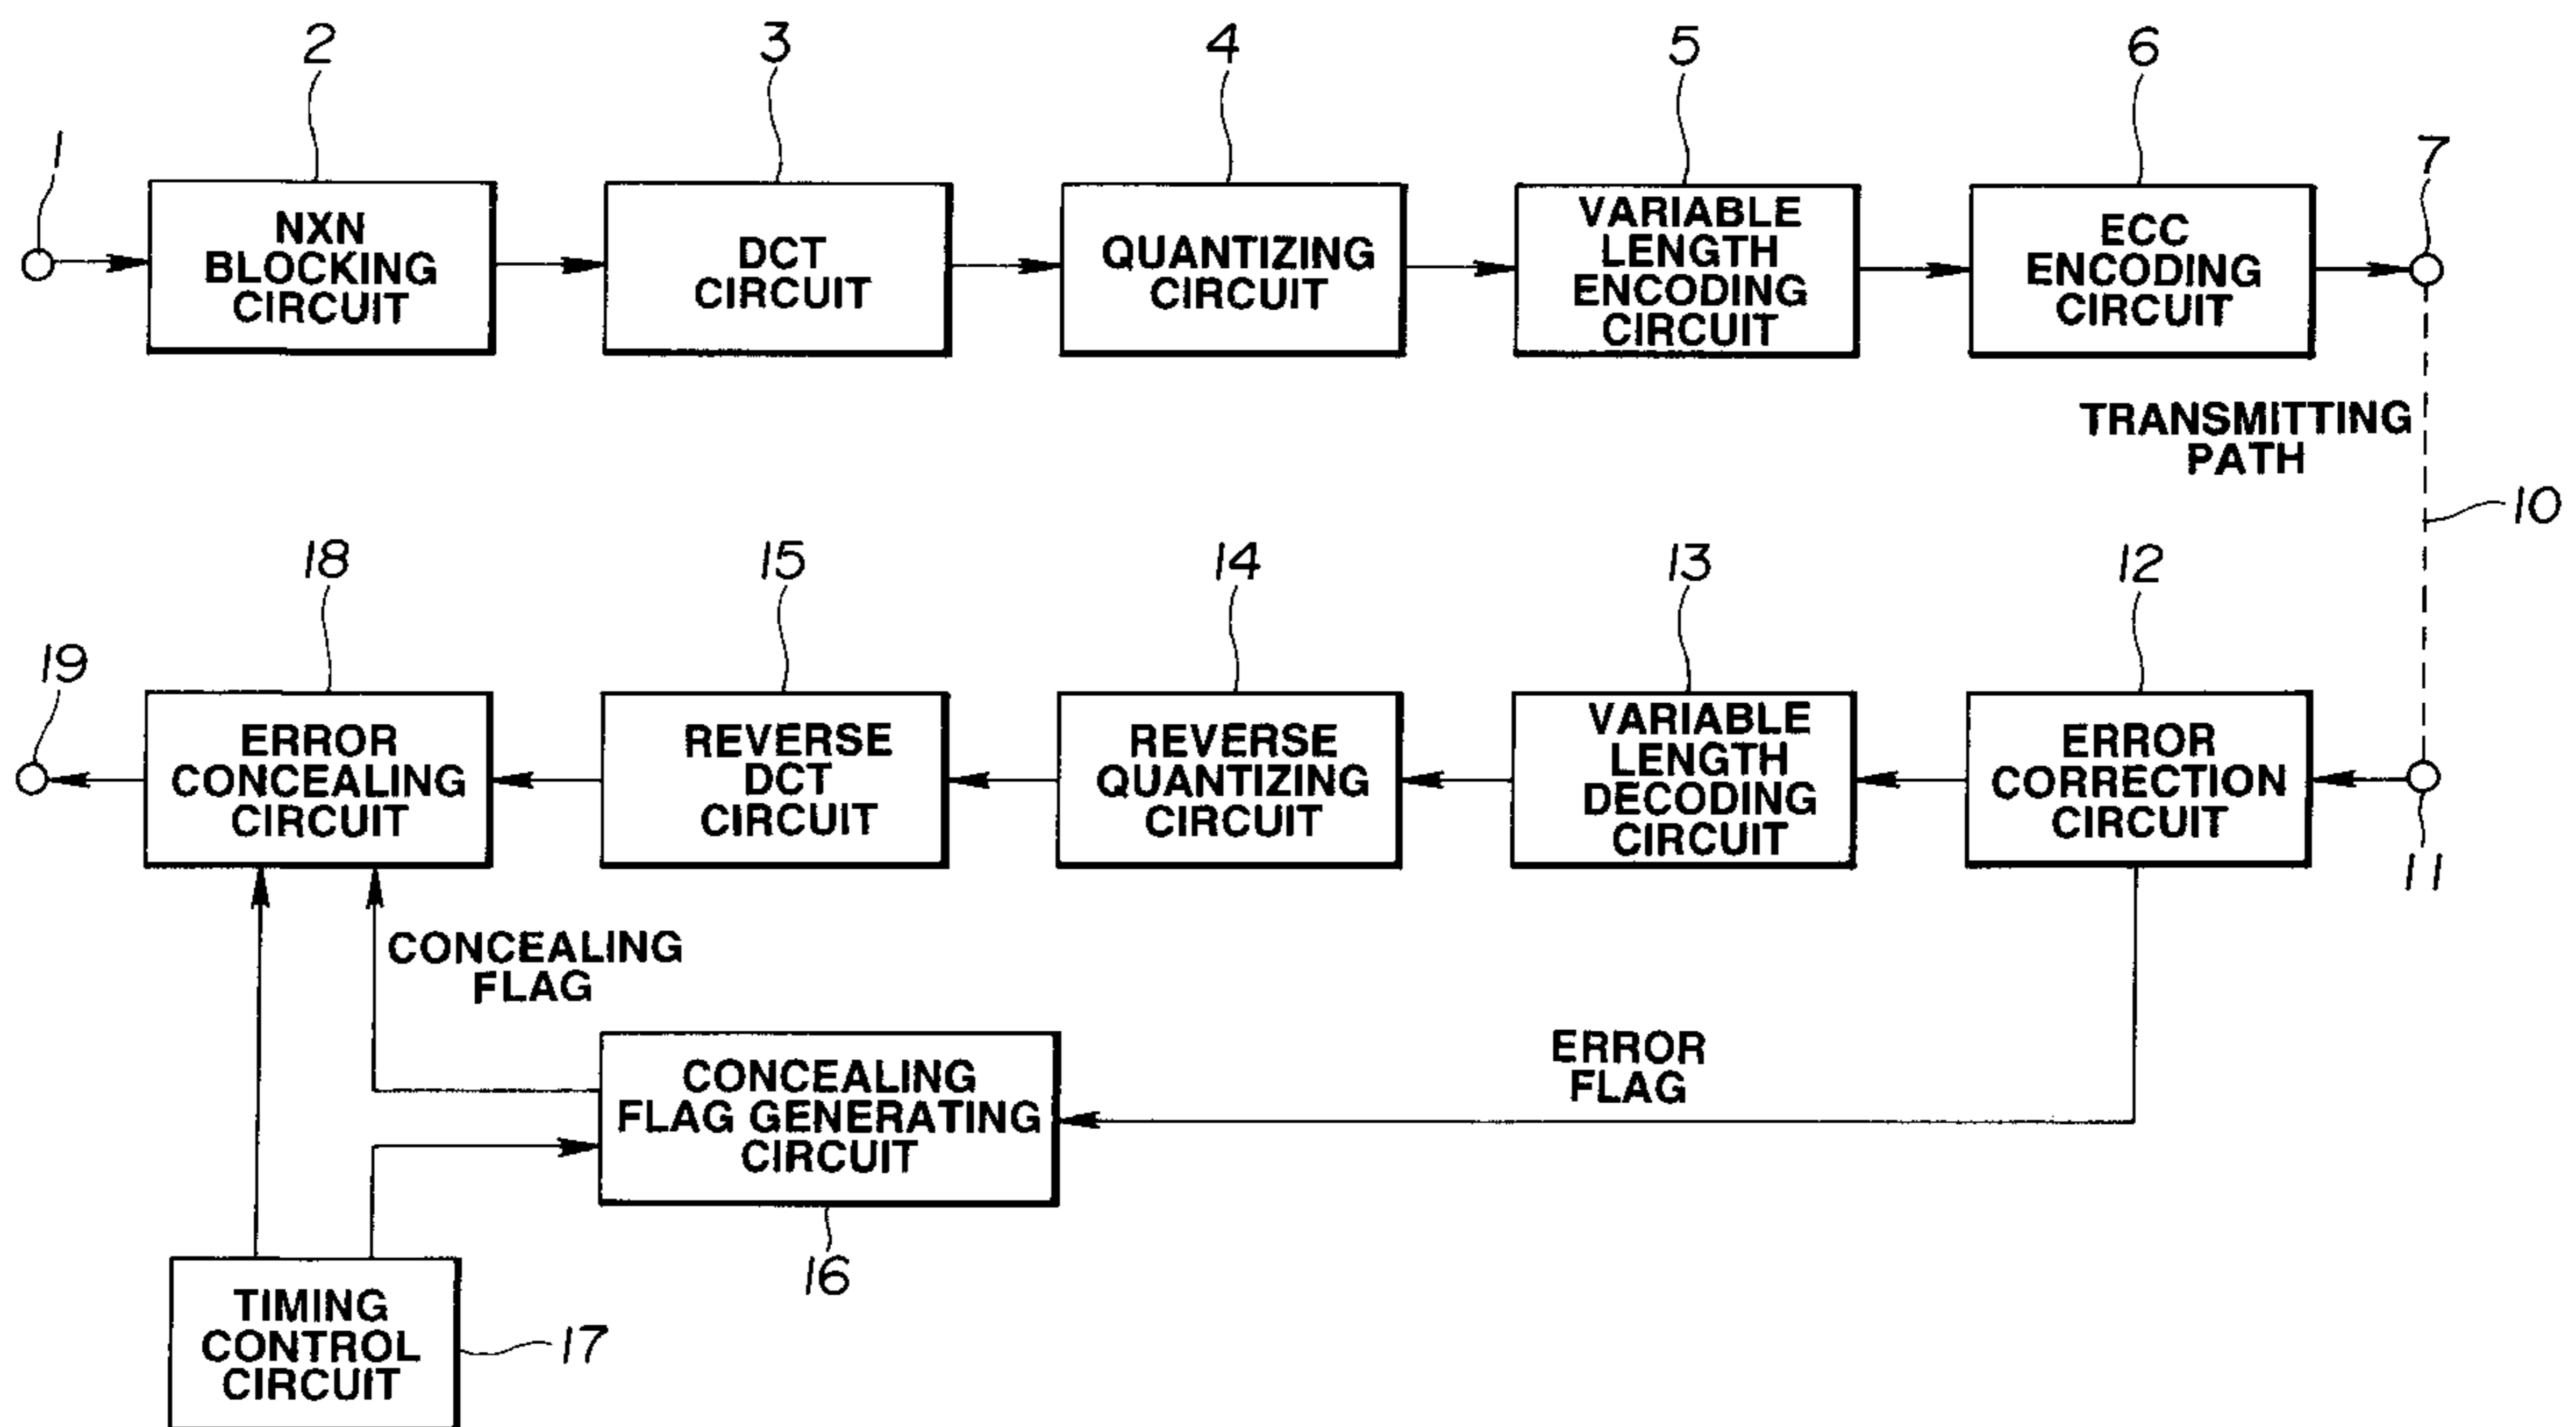 2
3
4
5
6
1
7
NXN
BLOCKING
CIRCUIT
DCT
CIRCUIT
QUANTIZING
CIRCUIT
VARIABLE
LENGTH
ENCODING
CIRCUIT
ECC
ENCODING
CIRCUIT
TRANSMITTING
PATH
10
18
15
14
13
12
19
ERROR
CONCEALING
CIRCUIT
REVERSE
DCT
CIRCUIT
REVERSE
QUANTIZING
CIRCUIT
VARIABLE
LENGTH
DECODING
CIRCUIT
ERROR
CORRECTION
CIRCUIT
11
CONCEALING
FLAG
CONCEALING
FLAG GENERATING
CIRCUIT
ERROR
FLAG
16
TIMING
CONTROL
CIRCUIT
17